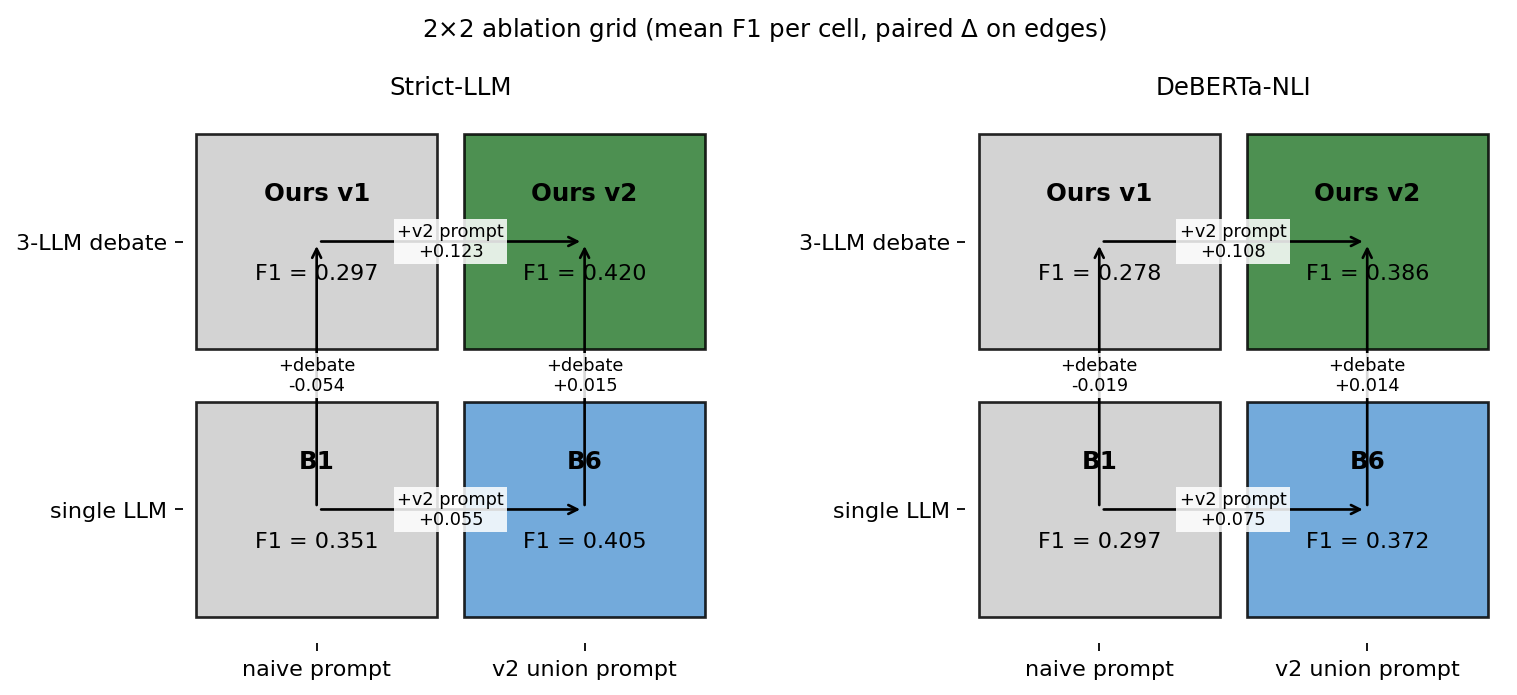 2×2 ablation grid (mean F1 per cell, paired Δ on edges)
Strict-LLM
3-LLM debate
Ours v1
Ours v2
+v2 prompt
+0.123
F1 = 0.297
F1 = 0.420
+debate
-0.054
+debate
+0.015
single LLM
B1
B6
+v2 prompt
+0.055
F1 = 0.351
F1 = 0.405
naive prompt
v2 union prompt
DeBERTa-NLI
3-LLM debate
Ours v1
Ours v2
+v2 prompt
+0.108
F1 = 0.278
F1 = 0.386
+debate
-0.019
+debate
+0.014
single LLM
B1
B6
+v2 prompt
+0.075
F1 = 0.297
F1 = 0.372
naive prompt
v2 union prompt